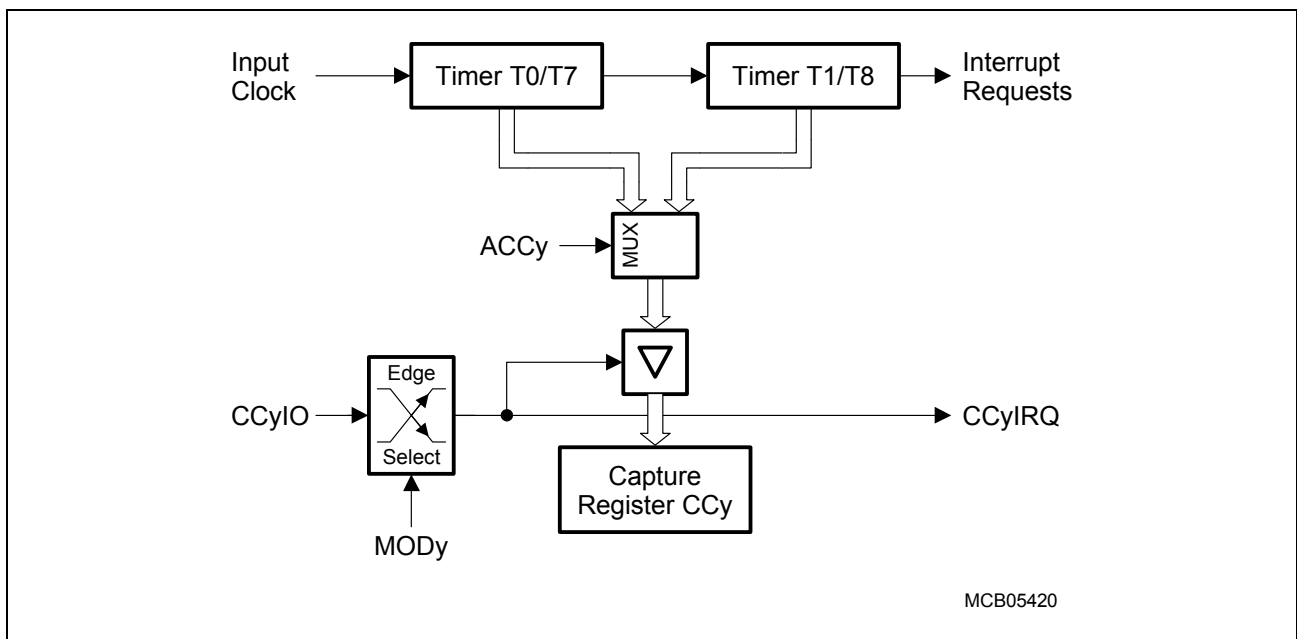 Input
Clock
Timer T0/T7
Timer T1/T8
Interrupt
Requests
ACCy
MUX
Edge
Select
CCyIO
CCyIRQ
Capture
Register CCy
MODy
MCB05420